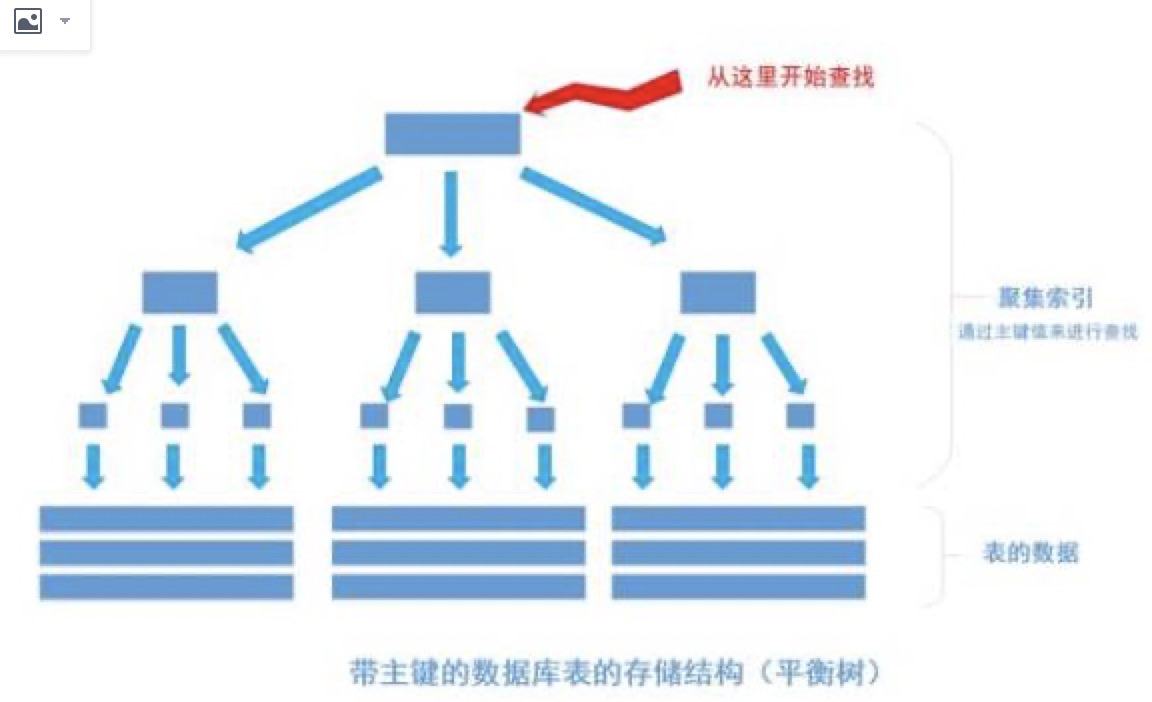 从这里开始查找
聚集索引
通过主键值来进行查找
表的数据
带主键的数据库表的存储结构（平衡树）